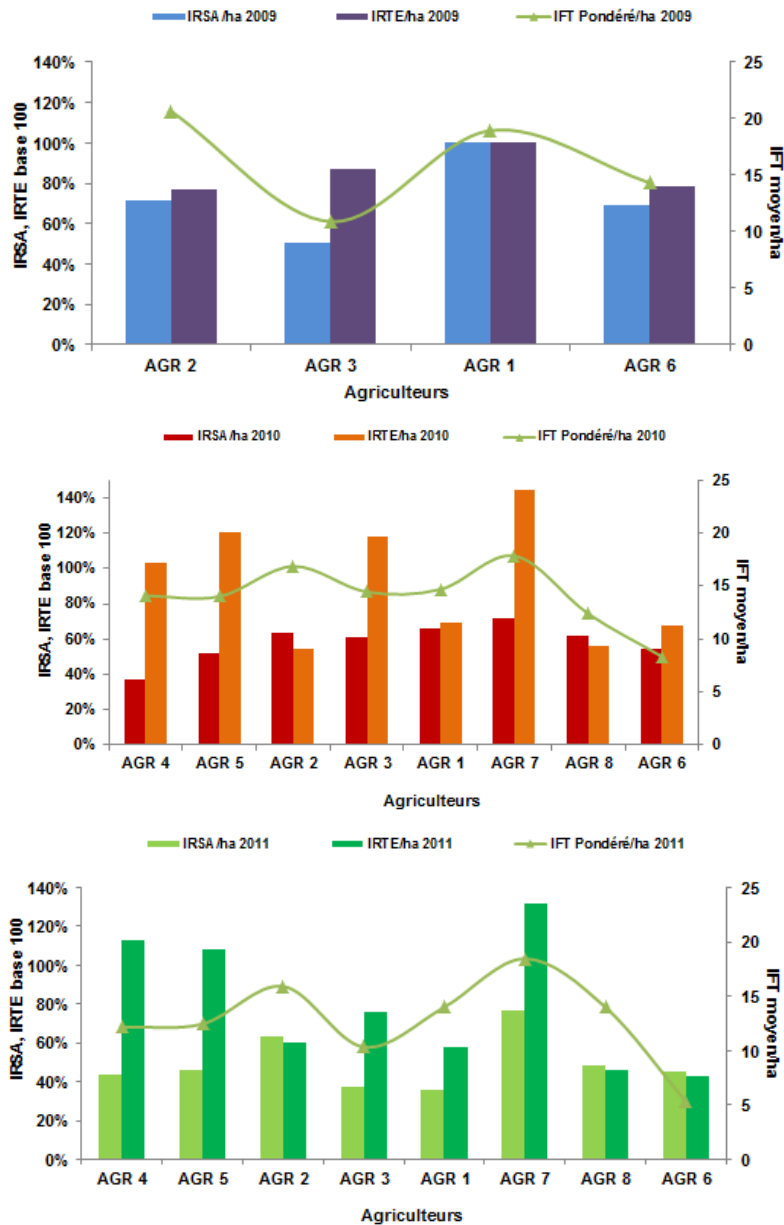 IRSA/ha 2009 IRTE/ha 2009 IFT Pondéré/ha 2009
IRSA, IRTE base 100
140%
120%
100%
80%
60%
40%
20%
0%
25
20
15
10
5
0
IFT moyen/ha
AGR 2 AGR 3 AGR 1 AGR 6
Agriculteurs
IRSA/ha 2010 IRTE/ha 2010 IFT Pondéré/ha 2010
IRSA, IRTE base 100
140%
120%
100%
80%
60%
40%
20%
0%
25
20
15
10
5
0
IFT moyen/ha
AGR 4 AGR 5 AGR 2 AGR 3 AGR 1 AGR 7 AGR 8 AGR 6
Agriculteurs
IRSA/ha 2011 IRTE/ha 2011 IFT Pondéré/ha 2011
IRSA, IRTE base 100
140%
120%
100%
80%
60%
40%
20%
0%
25
20
15
10
5
0
IFT moyen/ha
AGR 4 AGR 5 AGR 2 AGR 3 AGR 1 AGR 7 AGR 8 AGR 6
Agriculteurs